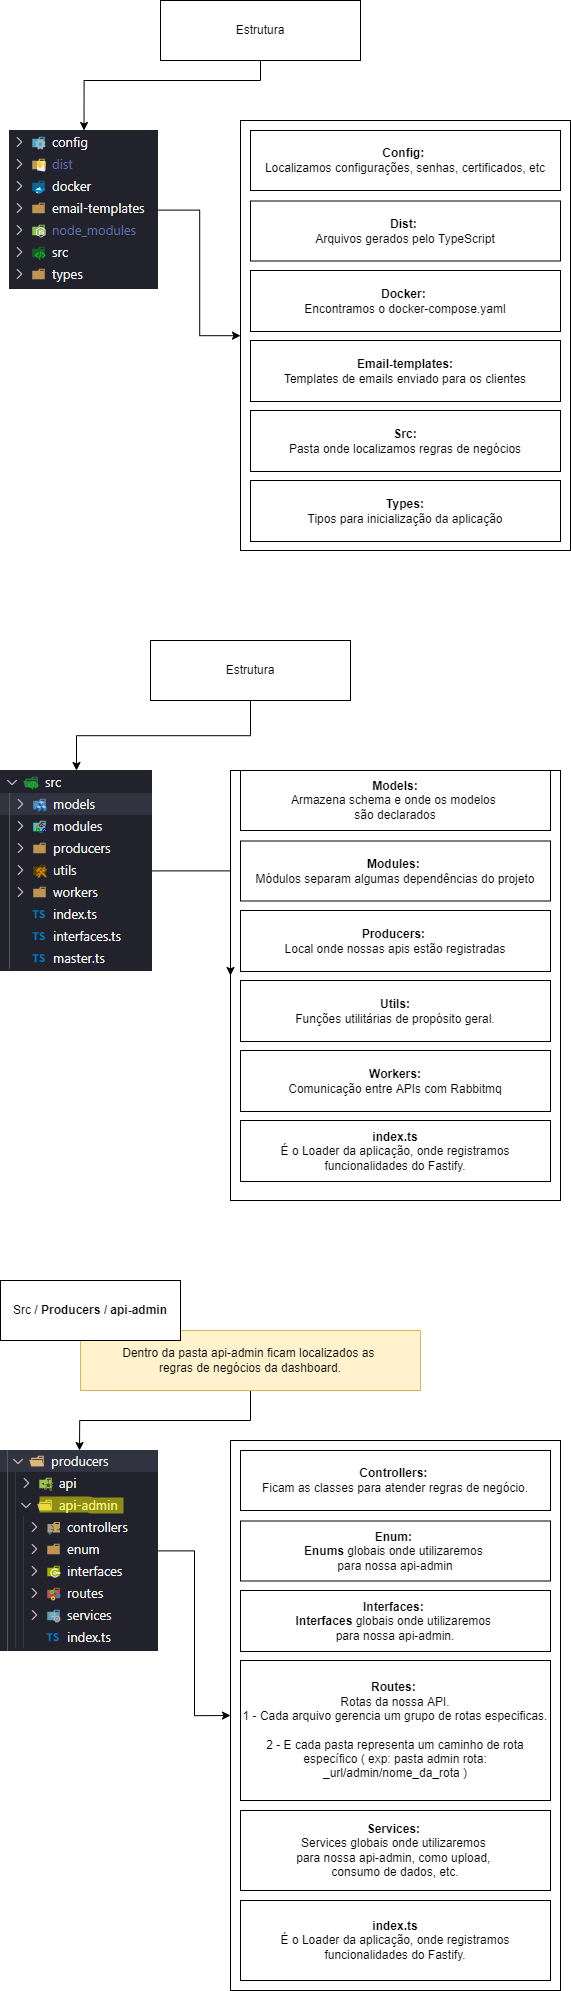 Estrutura
config
dist
docker
email-templates
node_modules
src
types
Config:
Localizamos configurações, senhas, certificados, etc
Dist:
Arquivos gerados pelo TypeScript
Docker:
Encontramos o docker-compose.yaml
Email-templates:
Templates de emails enviado para os clientes
Src:
Pasta onde localizamos regras de negócios
Types:
Tipos para inicialização da aplicação
Estrutura
src
models
modules
producers
utils
workers
TS index.ts
TS interfaces.ts
TS master.ts
Models:
Armazena schema e onde os modelos
são declarados
Modules:
Módulos separam algumas dependências do projeto
Producers:
Local onde nossas apis estão registradas
Utils:
Funções utilitárias de propósito geral.
Workers:
Comunicação entre APIs com Rabbitmq
index.ts
É o Loader da aplicação, onde registramos
funcionalidades do Fastify.
Src / Producers / api-admin
Dentro da pasta api-admin ficam localizados as
regras de negócios da dashboard.
producers
api
api-admin
controllers
enum
interfaces
routes
services
TS index.ts
Controllers:
Ficam as classes para atender regras de negócio.
Enum:
Enums globais onde utilizaremos
para nossa api-admin
Interfaces:
Interfaces globais onde utilizaremos
para nossa api-admin.
Routes:
Rotas da nossa API.
1 - Cada arquivo gerencia um grupo de rotas especificas.
2 - E cada pasta representa um caminho de rota
específico ( exp: pasta admin rota:
_url/admin/nome_da_rota )
Services:
Services globais onde utilizaremos
para nossa api-admin, como upload,
consumo de dados, etc.
index.ts
É o Loader da aplicação, onde registramos
funcionalidades do Fastify.